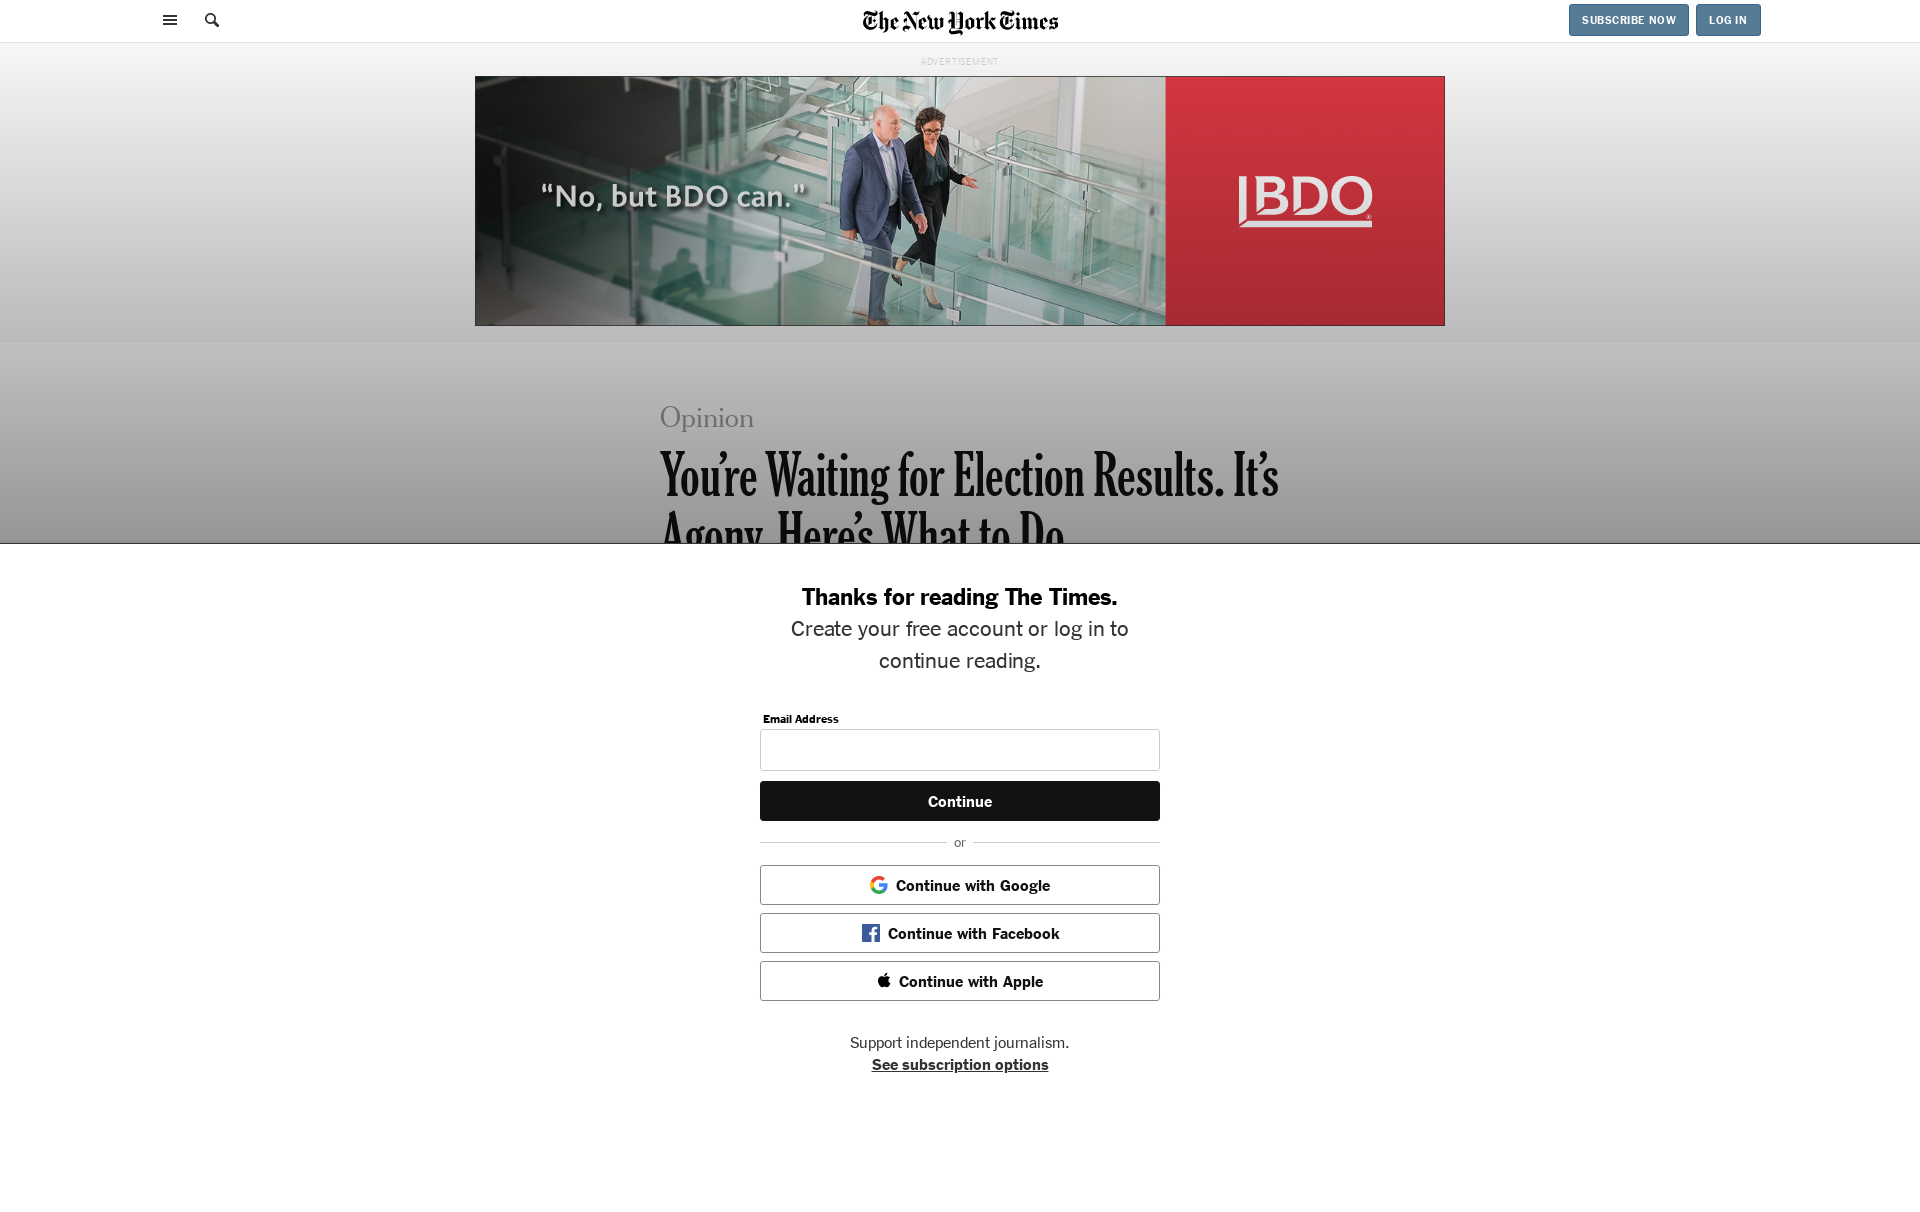 The New York Times
SUBSCRIBE NOW
LOG IN
ADVERTISEMENT
“No, but BDO can.”
BDO
Opinion
You’re Waiting for Election Results. It’s
Agony. Here’s What to Do.
Thanks for reading The Times.
Create your free account or log in to
continue reading.
Email Address
Continue
or
Continue with Google
Continue with Facebook
Continue with Apple
Support independent journalism.
See subscription options